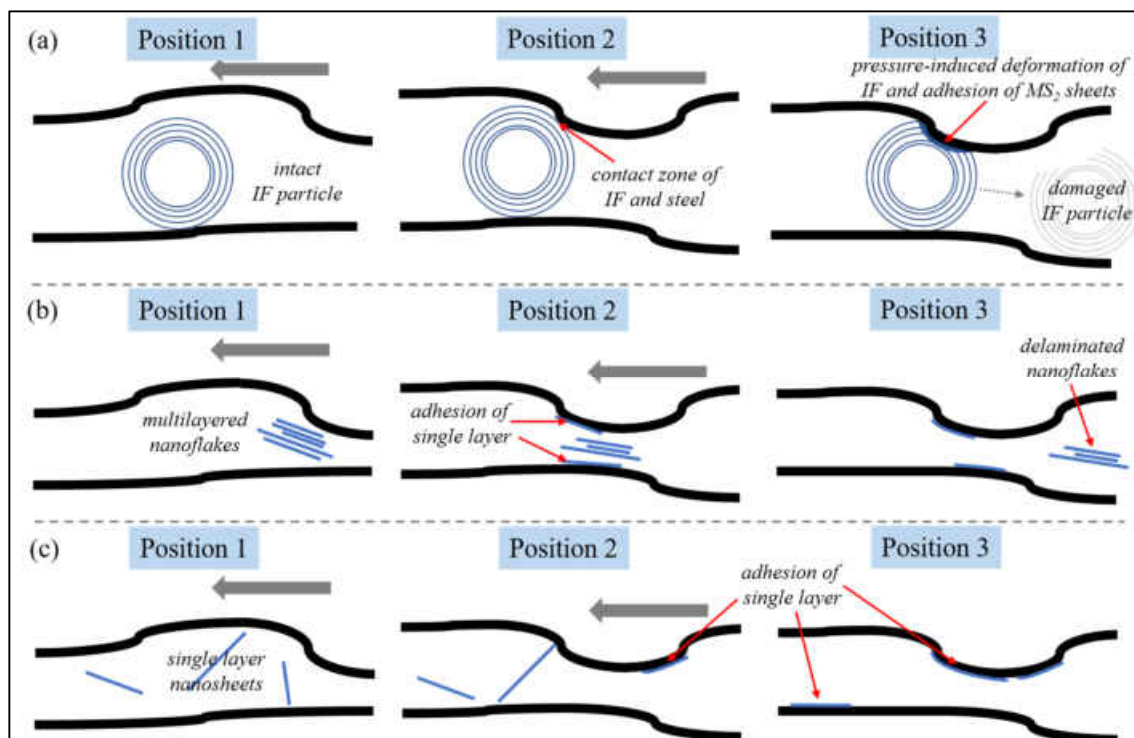 (a)
Position 1
Position 2
Position 3
pressure-induced deformation of
IF and adhesion of MS₂ sheets
intact
IF particle
contact zone of
IF and steel
damaged
IF particle
(b)
Position 1
Position 2
Position 3
delaminated
nanoflakes
multilayered
nanoflakes
adhesion of
single layer
(c)
Position 1
Position 2
Position 3
adhesion of
single layer
single layer
nanosheets